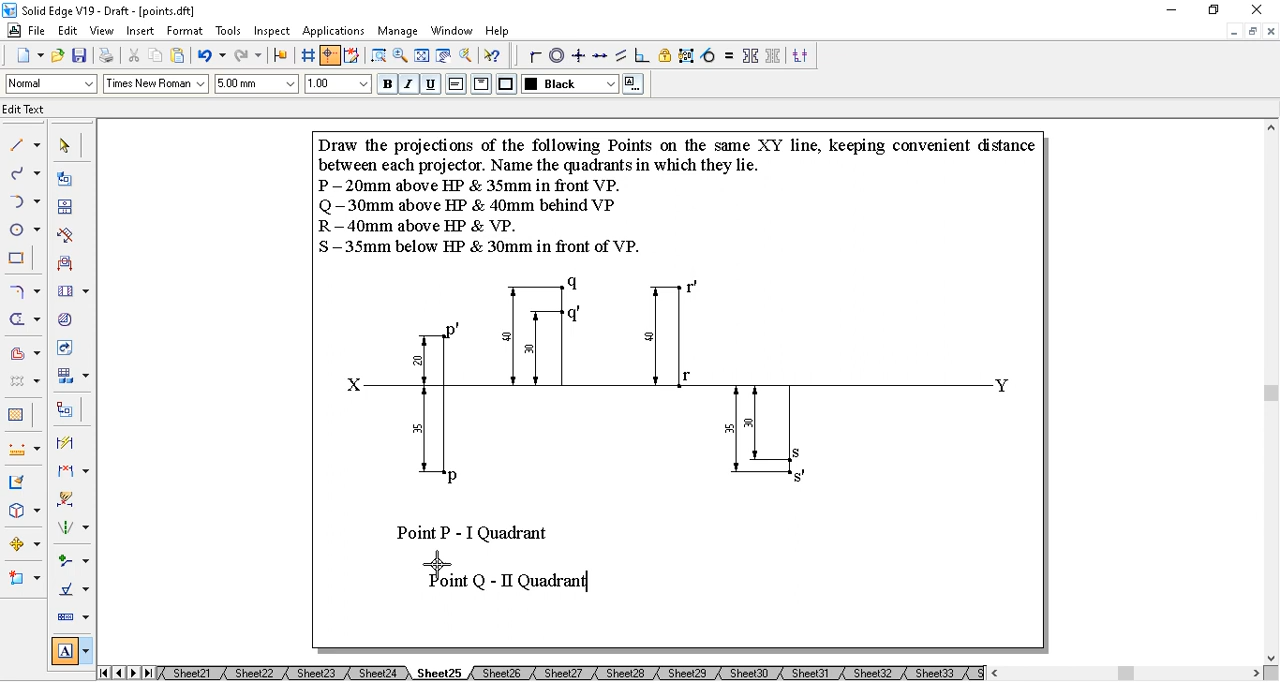 Solid Edge V19 - Draft - [points.dft]
File Edit View Insert Format Tools Inspect Applications Manage Window Help
Normal Times New Roman 5.00 mm 1.00 B I U Black A
Edit Text
Draw the projections of the following Points on the same XY line, keeping convenient distance
between each projector. Name the quadrants in which they lie.
P – 20mm above HP & 35mm in front VP.
Q – 30mm above HP & 40mm behind VP
R – 40mm above HP & VP.
S – 35mm below HP & 30mm in front of VP.
q r'
q'
p'
40 30 40
20
r
X Y
35 35 30
s
p s'
Point P - I Quadrant
Point Q - II Quadrant
A
Sheet21 Sheet22 Sheet23 Sheet24 Sheet25 Sheet26 Sheet27 Sheet28 Sheet29 Sheet30 Sheet31 Sheet32 Sheet33 S